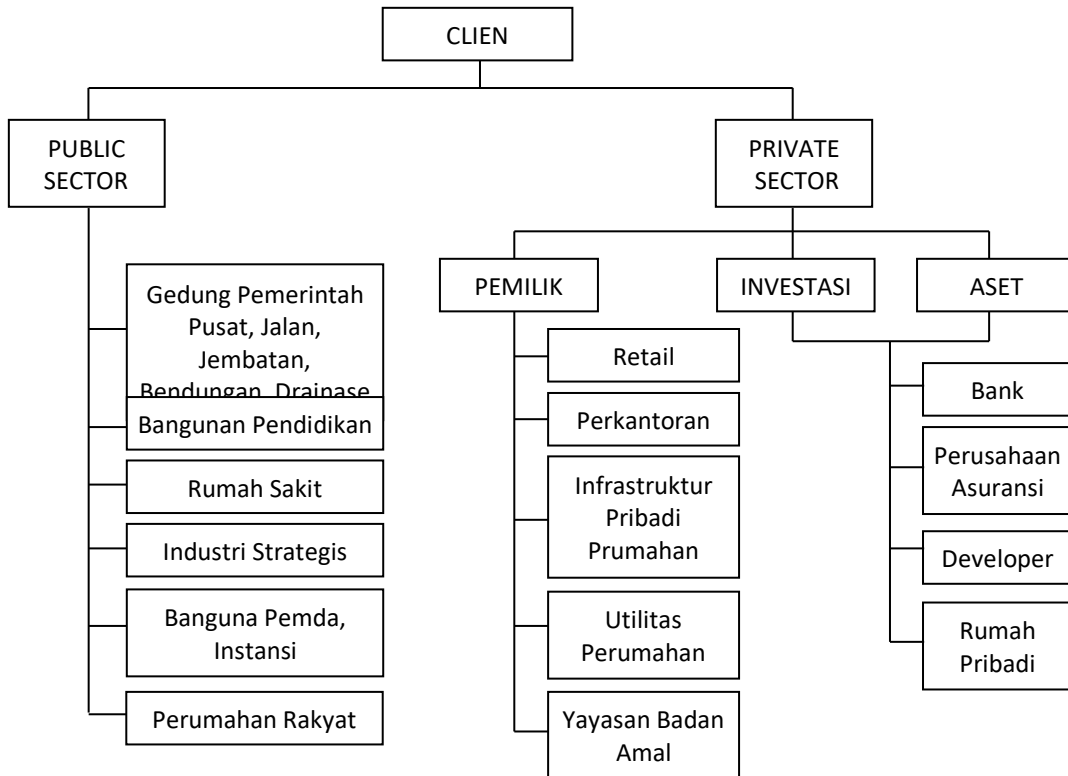 CLIEN
PUBLIC
SECTOR
PRIVATE
SECTOR
Gedung Pemerintah
Pusat, Jalan,
Jembatan,
Bendungan, Drainase
Bangunan Pendidikan
Rumah Sakit
Industri Strategis
Banguna Pemda,
Instansi
Perumahan Rakyat
PEMILIK
INVESTASI
ASET
Retail
Perkantoran
Infrastruktur
Pribadi
Prumahan
Utilitas
Perumahan
Yayasan Badan
Amal
Bank
Perusahaan
Asuransi
Developer
Rumah
Pribadi